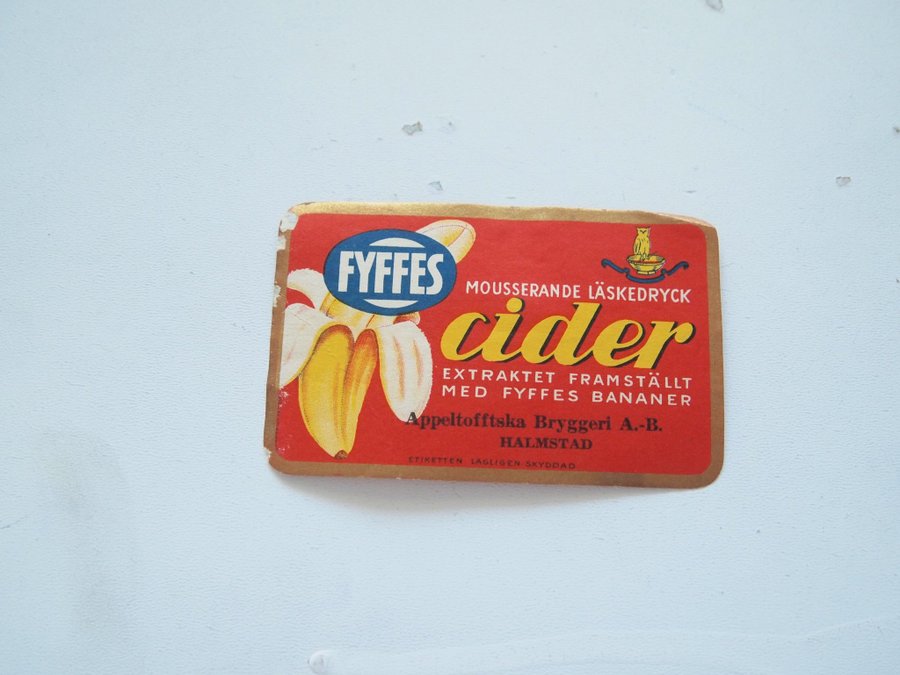 FYFFES
MOUSSERANDE LÄSKEDRYCK
cider
EXTRAKTET FRAMSTÄLLT
MED FYFFES BANANER
Appeltofftska Bryggeri A.-B.
HALMSTAD
ETIKETTEN LAGLIGEN SKYDDAD